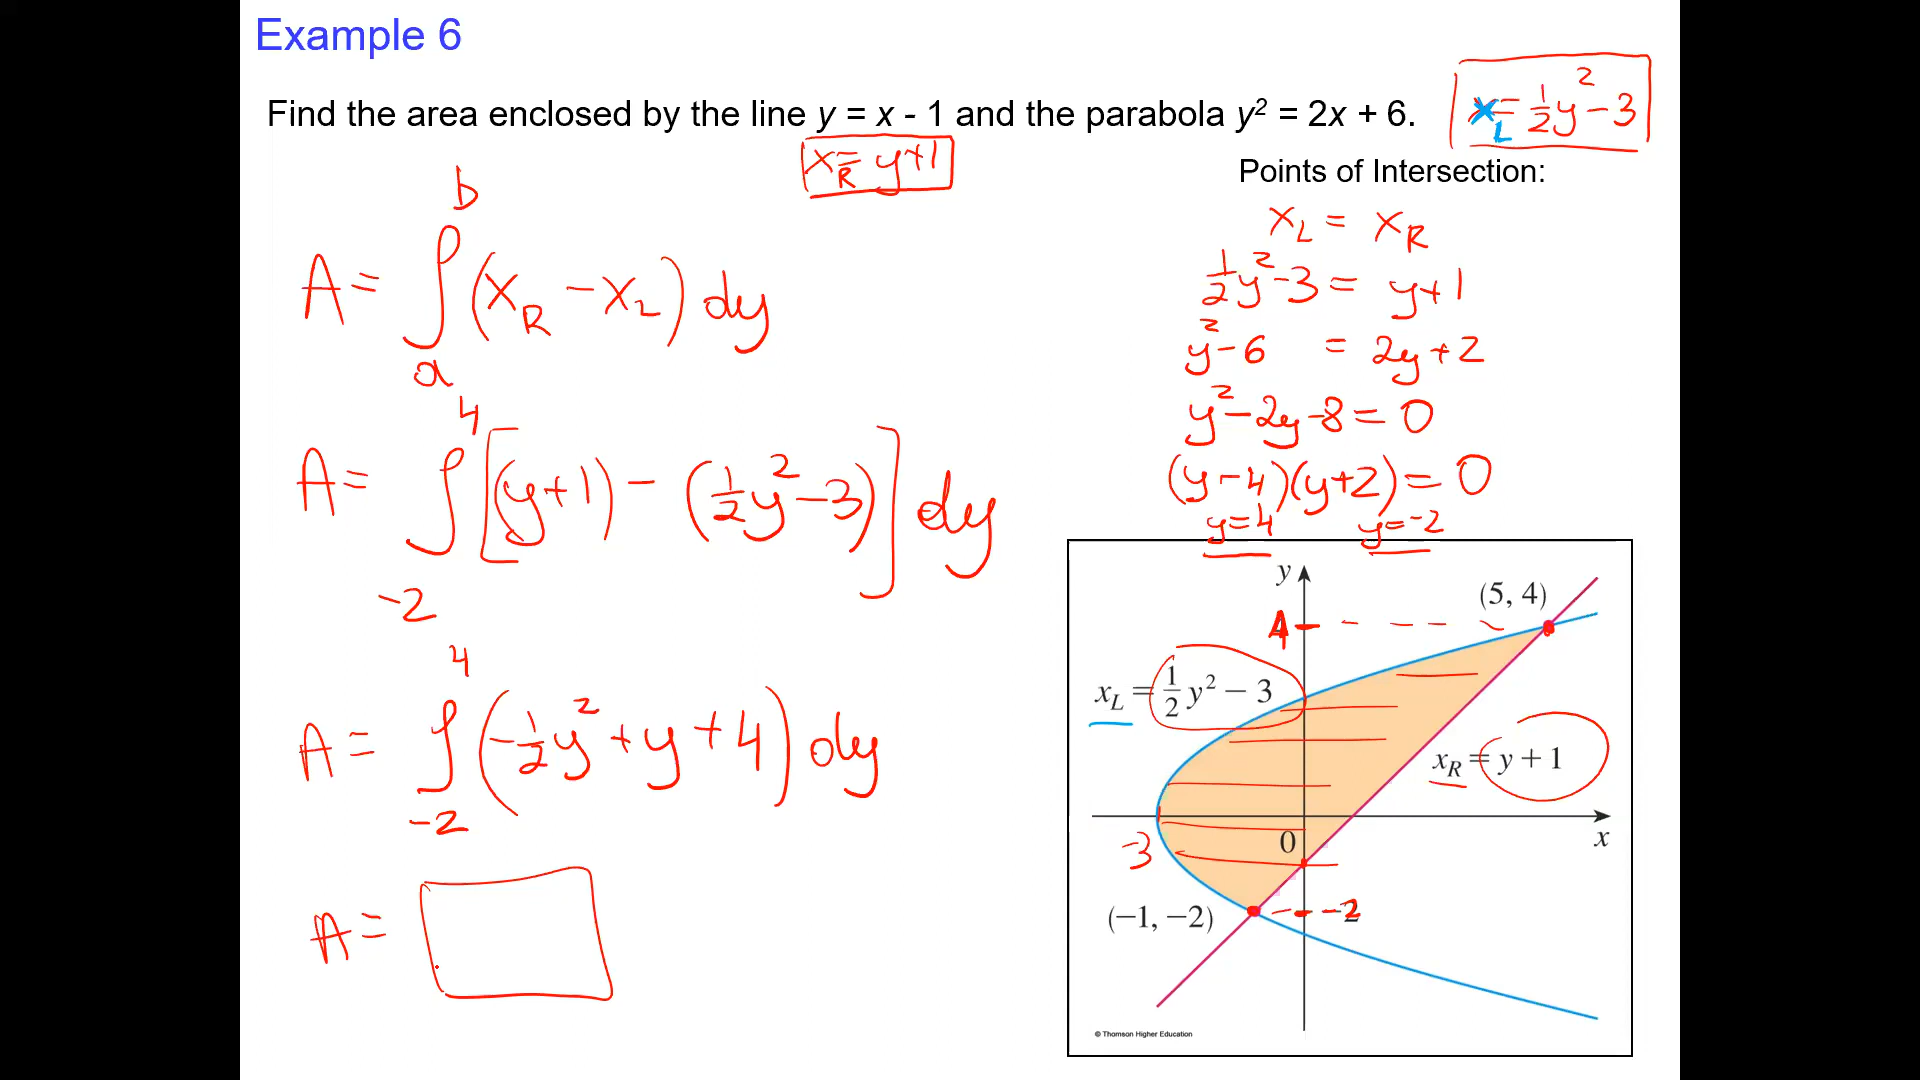 Example 6
Find the area enclosed by the line y = x - 1 and the parabola y² = 2x + 6.
x_L = ½y² - 3
x_R = y+1
Points of Intersection:
x_L = x_R
½y² - 3 = y+1
y² - 6 = 2y + 2
y² - 2y - 8 = 0
(y - 4)(y+2) = 0
y=4 y=-2
A = ∫_a^b (x_R - x_L) dy
A = ∫_-2^4 [(y+1) - (½y² - 3)] dy
A = ∫_-2^4 (-½y² + y + 4) dy
A =
y
(5, 4)
4
x_L = ½y² − 3
x_R = y + 1
-3
0
x
(−1, −2)
-2
© Thomson Higher Education